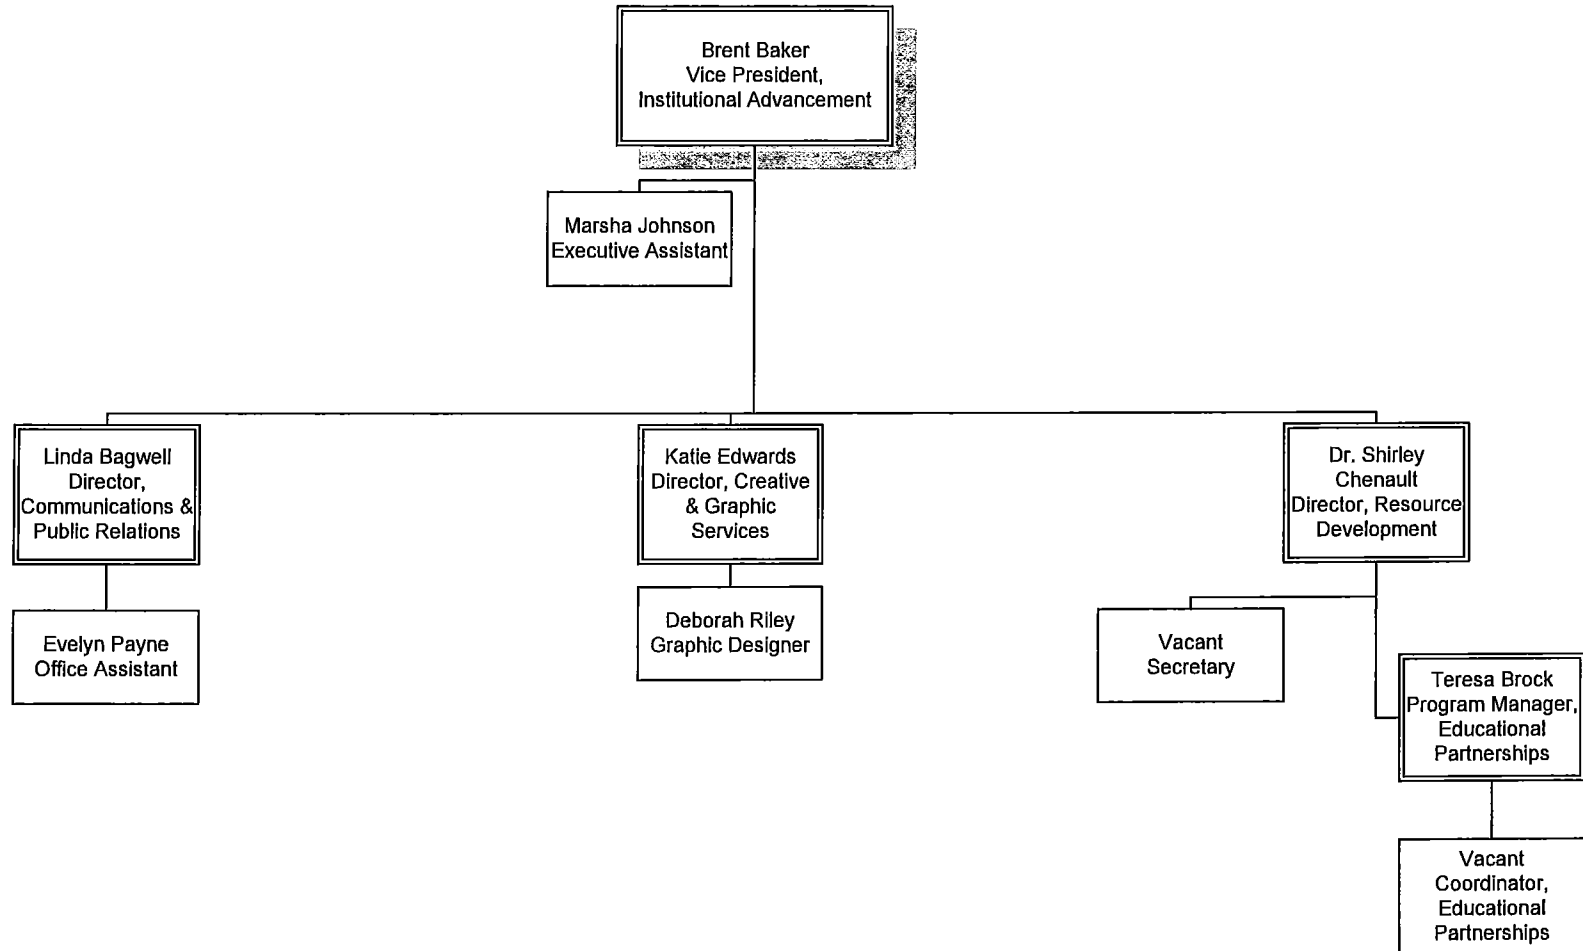 Brent Baker
Vice President,
Institutional Advancement
Marsha Johnson
Executive Assistant
Linda Bagwell
Director,
Communications &
Public Relations
Katie Edwards
Director, Creative
& Graphic
Services
Dr. Shirley
Chenault
Director, Resource
Development
Evelyn Payne
Office Assistant
Deborah Riley
Graphic Designer
Vacant
Secretary
Teresa Brock
Program Manager,
Educational
Partnerships
Vacant
Coordinator,
Educational
Partnerships